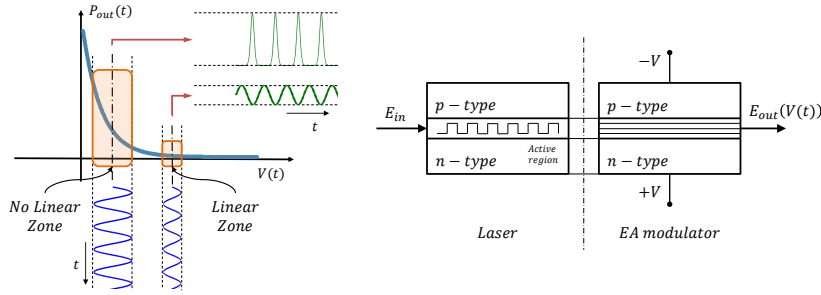 P_out(t)
t
V(t)
No Linear
Zone
Linear
Zone
t
−V
E_in
p − type
p − type
E_out(V(t))
Active
region
n − type
n − type
+V
Laser
EA modulator